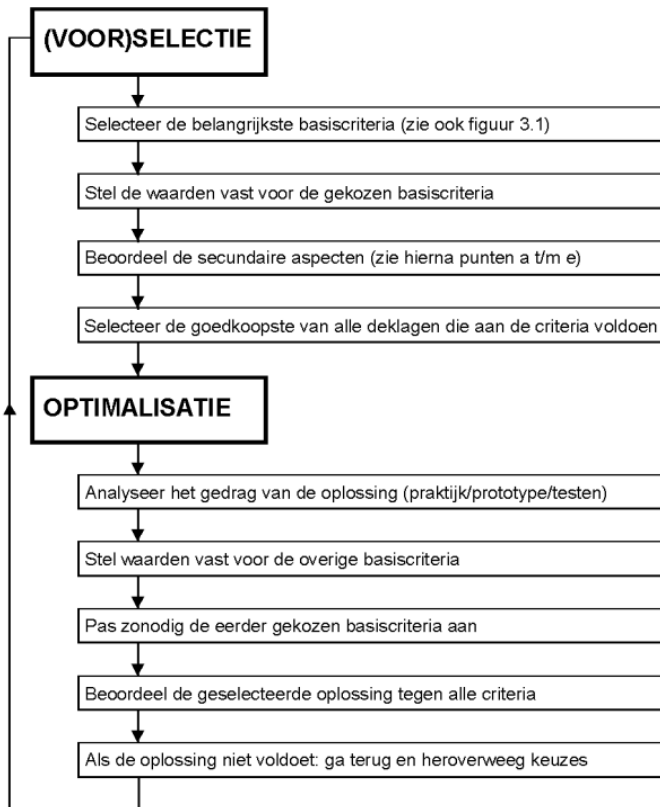 (VOOR)SELECTIE
Selecteer de belangrijkste basiscriteria (zie ook figuur 3.1)
Stel de waarden vast voor de gekozen basiscriteria
Beoordeel de secundaire aspecten (zie hierna punten a t/m e)
Selecteer de goedkoopste van alle deklagen die aan de criteria voldoen
OPTIMALISATIE
Analyseer het gedrag van de oplossing (praktijk/prototype/testen)
Stel waarden vast voor de overige basiscriteria
Pas zonodig de eerder gekozen basiscriteria aan
Beoordeel de geselecteerde oplossing tegen alle criteria
Als de oplossing niet voldoet: ga terug en heroverweeg keuzes